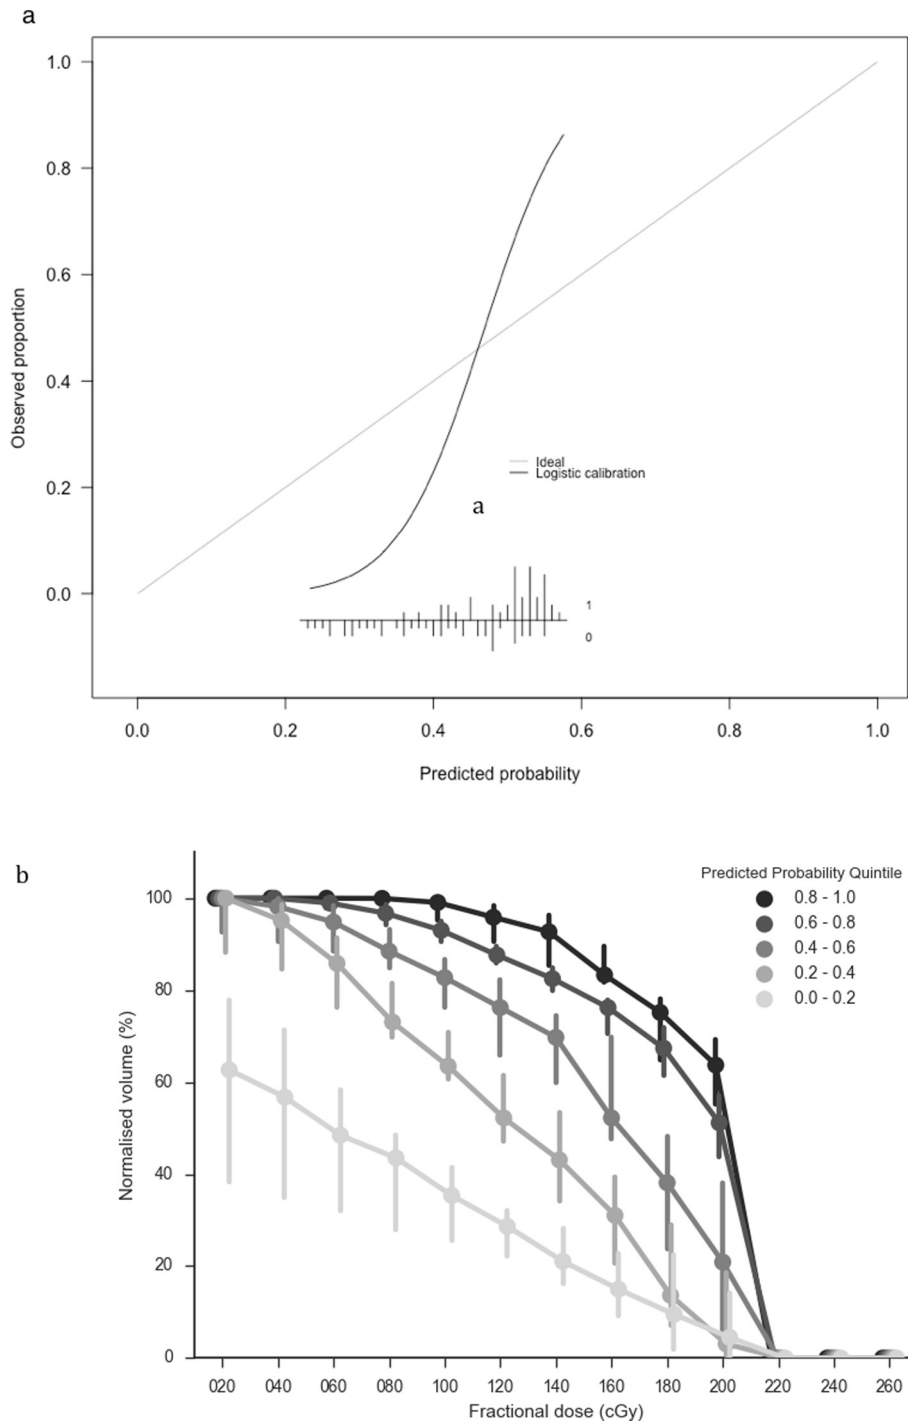 a
1.0
0.8
0.6
0.4
0.2
0.0
Observed proportion
Ideal
Logistic calibration
a
1
0
0.0 0.2 0.4 0.6 0.8 1.0
Predicted probability
b
Predicted Probability Quintile
0.8 - 1.0
0.6 - 0.8
0.4 - 0.6
0.2 - 0.4
0.0 - 0.2
100
80
60
40
20
0
Normalised volume (%)
020 040 060 080 100 120 140 160 180 200 220 240 260
Fractional dose (cGy)